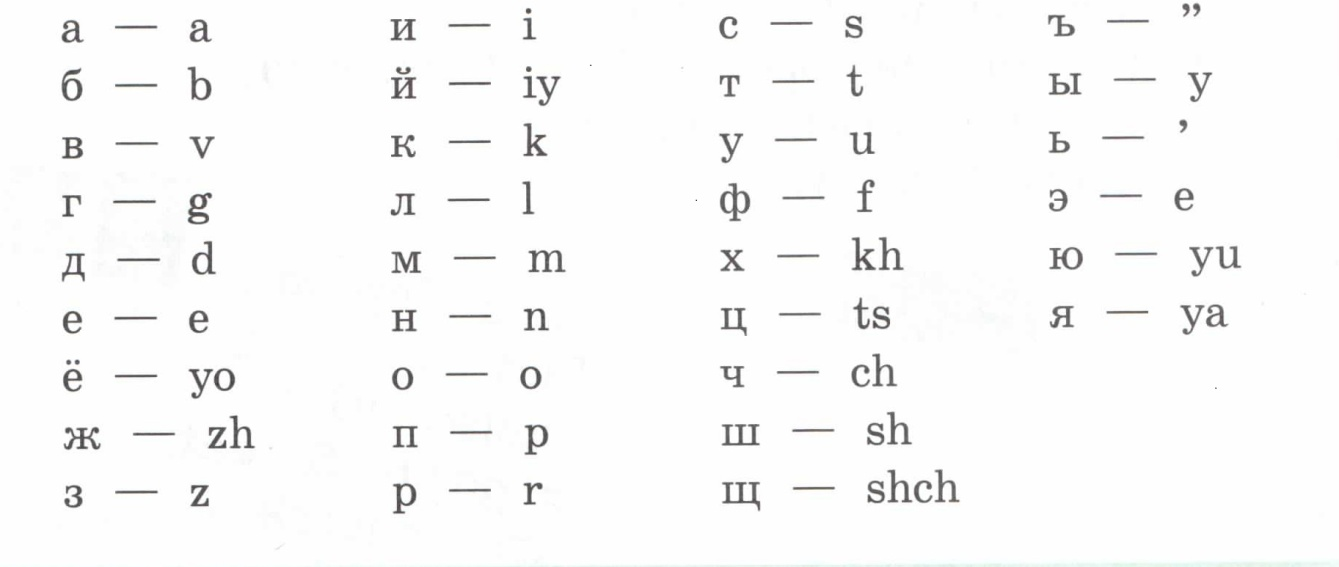 а — a и — i с — s ъ — ”
б — b й — iy т — t ы — y
в — v к — k у — u ь — ’
г — g л — l ф — f э — e
д — d м — m х — kh ю — yu
е — e н — n ц — ts я — ya
ё — yo о — o ч — ch
ж — zh п — p ш — sh
з — z р — r щ — shch